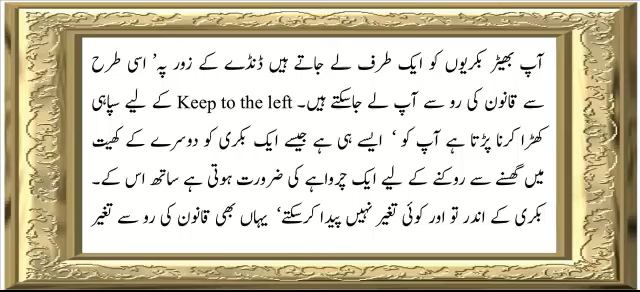 آپ بھیڑ بکریوں کو ایک طرف لے جاتے ہیں ڈنڈے کے زور پہ’ اسی طرح
سے قانون کی رو سے آپ لے جاسکتے ہیں۔ Keep to the left کے لیے سپاہی
کھڑا کرنا پڑتا ہے آپ کو ‘ ایسے ہی ہے جیسے ایک بکری کو دوسرے کے کھیت
میں گھسنے سے روکنے کے لیے ایک چرواہے کی ضرورت ہوتی ہے ساتھ اس کے۔
بکری کے اندر تو اور کوئی تغیر نہیں پیدا کرسکتے‘ یہاں بھی قانون کی رو سے تغیر